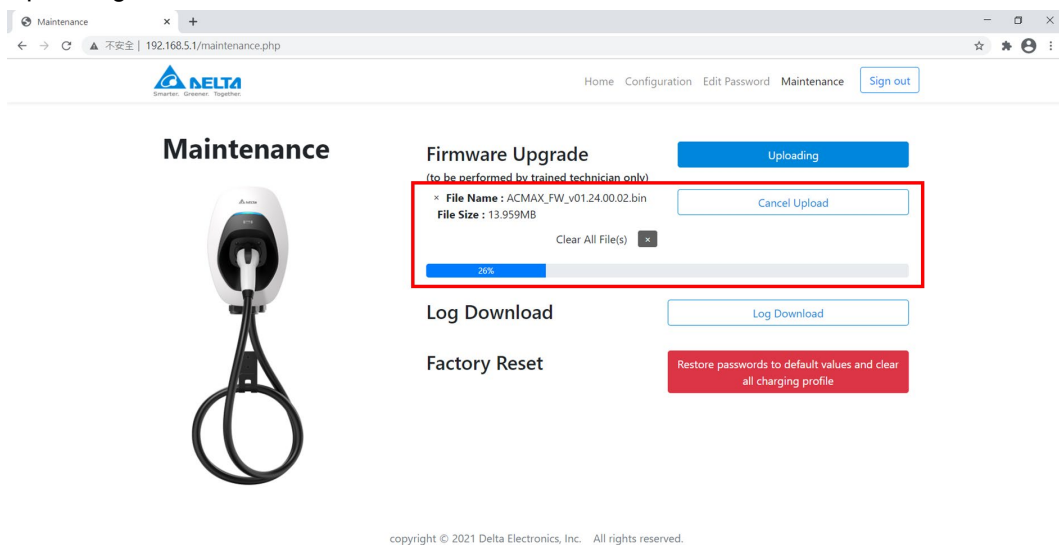 Maintenance
不安全 | 192.168.5.1/maintenance.php
DELTA
Smarter. Greener. Together.
Home Configuration Edit Password Maintenance Sign out
Maintenance
Firmware Upgrade
Uploading
(to be performed by trained technician only)
× File Name : ACMAX_FW_v01.24.00.02.bin
Cancel Upload
File Size : 13.959MB
Clear All File(s) ×
26%
Log Download
Log Download
Factory Reset
Restore passwords to default values and clear
all charging profile
copyright © 2021 Delta Electronics, Inc. All rights reserved.